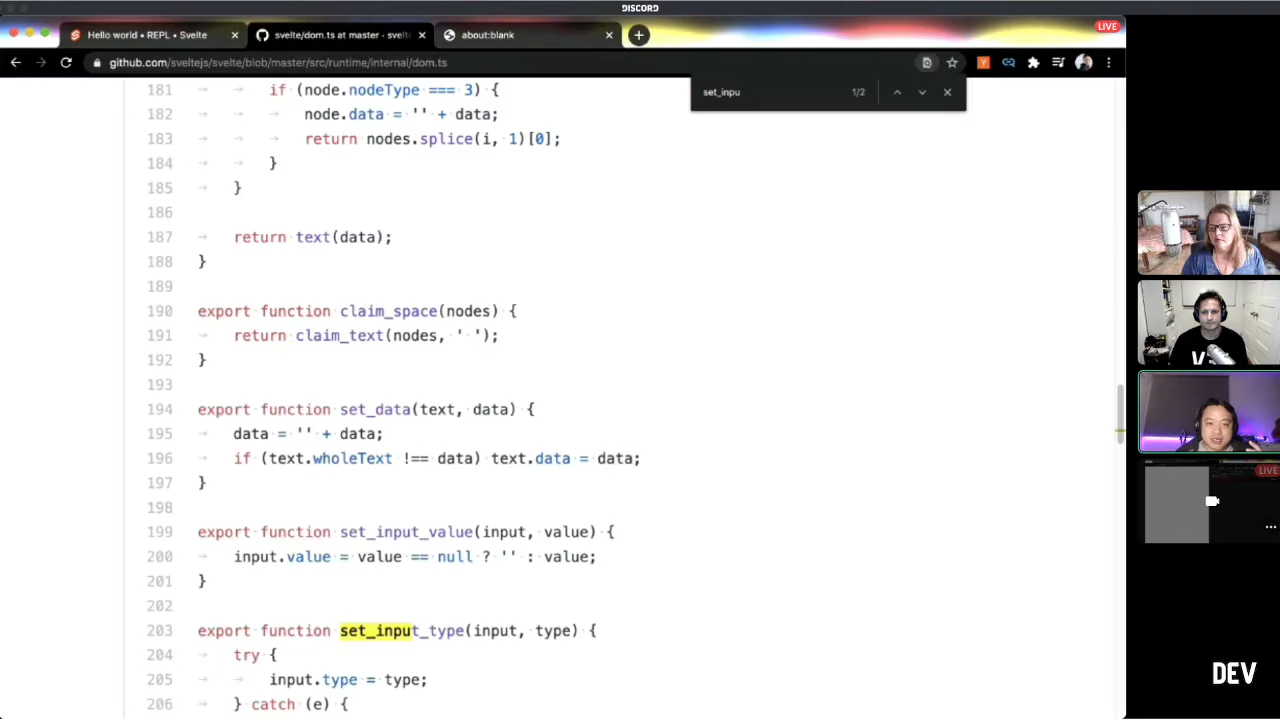 DISCORD
Hello world • REPL • Svelte
svelte/dom.ts at master · svelt
about:blank
LIVE
github.com/sveltejs/svelte/blob/master/src/runtime/internal/dom.ts
set_inpu 1/2
181 if (node.nodeType === 3) {
182 node.data = '' + data;
183 return nodes.splice(i, 1)[0];
184 }
185 }
186
187 return text(data);
188 }
189
190 export function claim_space(nodes) {
191 return claim_text(nodes, ' ');
192 }
193
194 export function set_data(text, data) {
195 data = '' + data;
196 if (text.wholeText !== data) text.data = data;
197 }
198
199 export function set_input_value(input, value) {
200 input.value = value == null ? '' : value;
201 }
202
203 export function set_input_type(input, type) {
204 try {
205 input.type = type;
206 } catch (e) {
LIVE
DEV